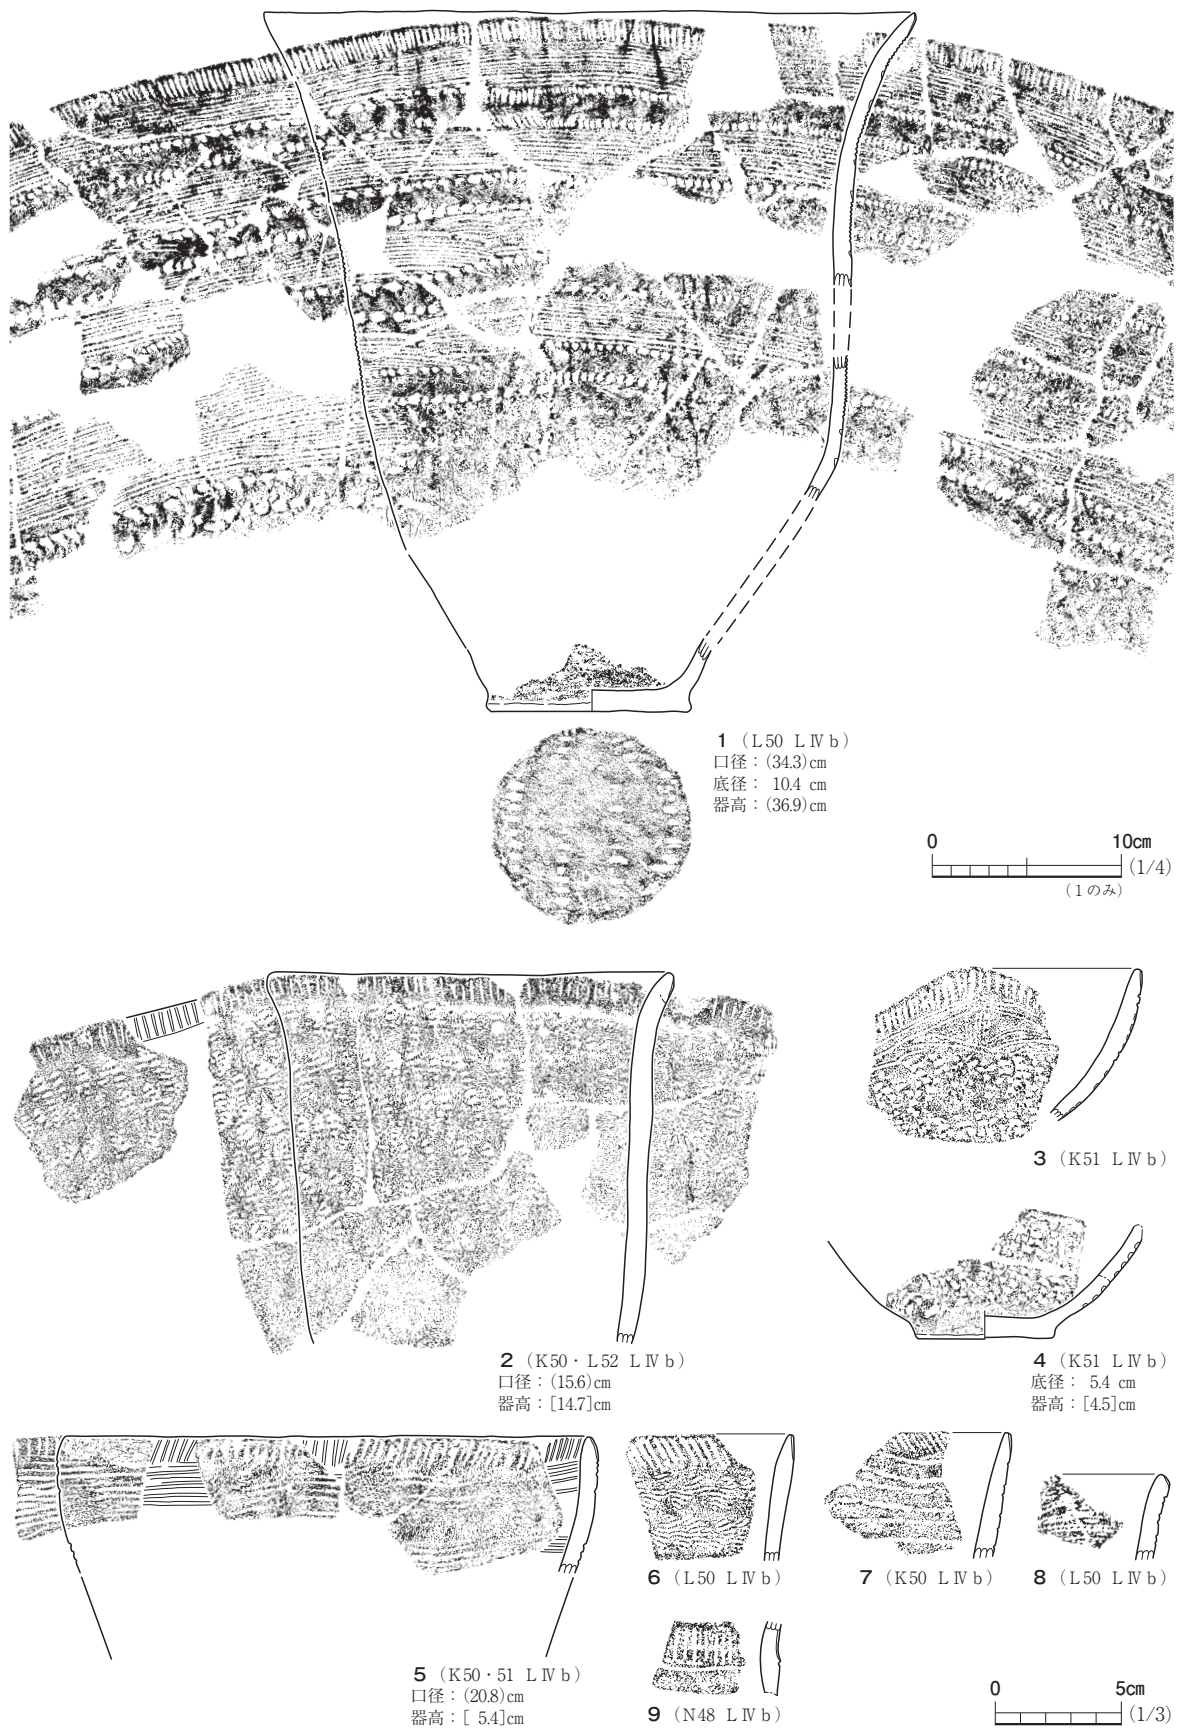 1 (L50 LⅣb)
口径：(34.3)cm
底径： 10.4 cm
器高：(36.9)cm
0 10cm
(1/4)
(1のみ)
3 (K51 LⅣb)
2 (K50・L52 LⅣb)
口径：(15.6)cm
器高：[14.7]cm
4 (K51 LⅣb)
底径： 5.4 cm
器高：[4.5]cm
6 (L50 LⅣb)
7 (K50 LⅣb)
8 (L50 LⅣb)
5 (K50・51 LⅣb)
口径：(20.8)cm
器高：[ 5.4]cm
9 (N48 LⅣb)
0 5cm
(1/3)